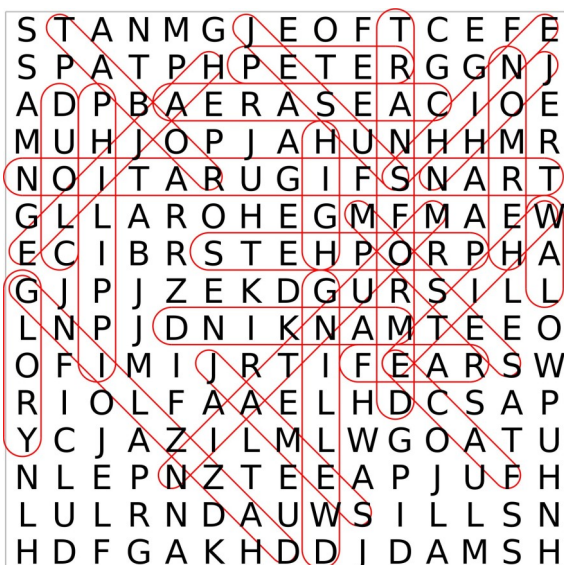 S T A N M G J E O F T C E F E
S P A T P H P E T E R G G N J
A D P B A E R A S E A C I O E
M U H J O P J A H U N H H M R
N O I T A R U G I F S N A R T
G L L A R O H E G M F M A E W
E C I B R S T E H P O R P H A
G J P J Z E K D G U R S I L L
L N P J D N I K N A M T E E O
O F I M I J R T I F E A R S W
R I O L F A A E L H D C S A P
Y C J A Z I L M L W G O A T U
N L E P N Z T E E A P J U F H
L U L R N D A U W S I L L S N
H D F G A K H D D J D A M S H